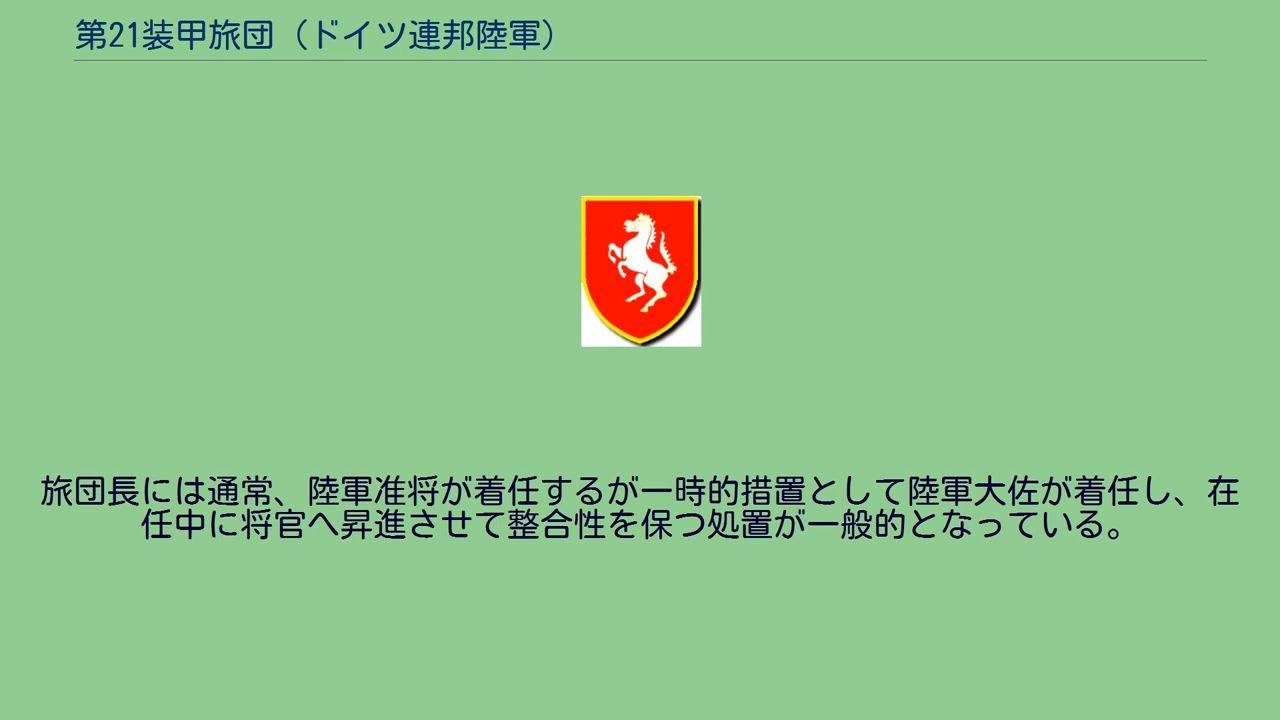 第21装甲旅団（ドイツ連邦陸軍）
旅団長には通常、陸軍准将が着任するが一時的措置として陸軍大佐が着任し、在
任中に将官へ昇進させて整合性を保つ処置が一般的となっている。